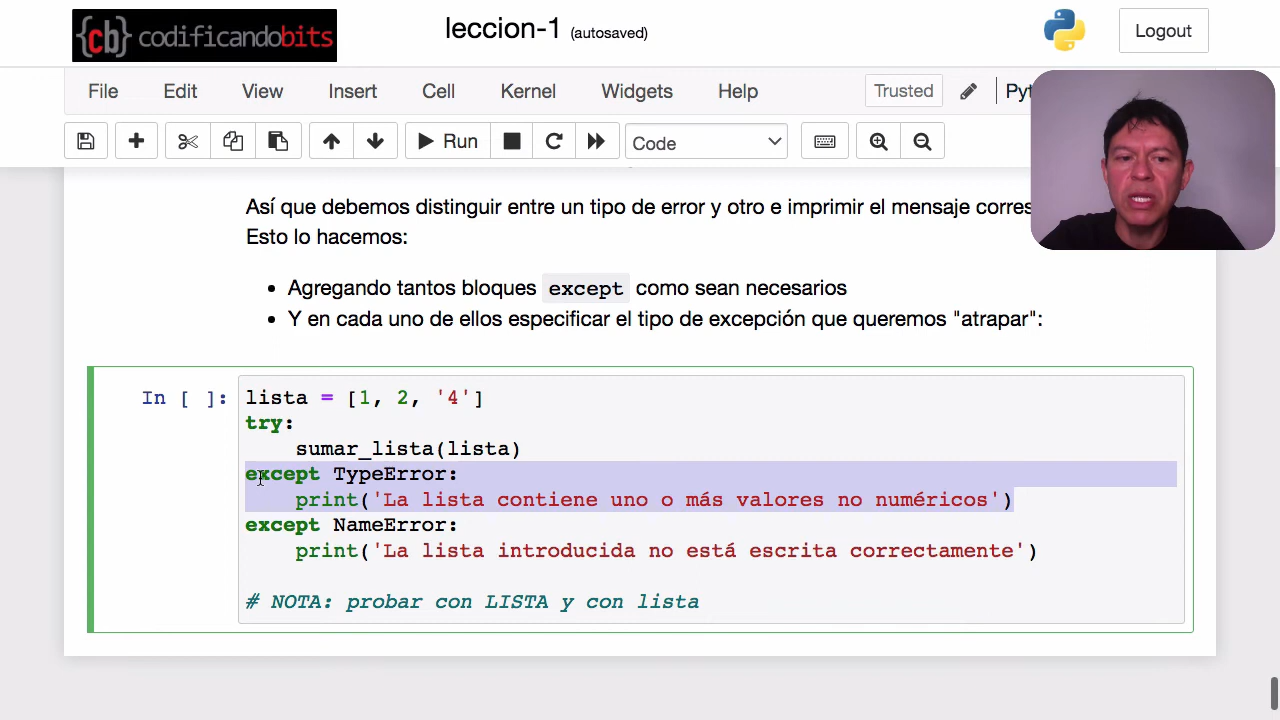 {cb} codificandobits
leccion-1 (autosaved)
Logout
File Edit View Insert Cell Kernel Widgets Help
Trusted
Run
Code
Así que debemos distinguir entre un tipo de error y otro e imprimir el mensaje
Esto lo hacemos:
• Agregando tantos bloques except como sean necesarios
• Y en cada uno de ellos especificar el tipo de excepción que queremos "atrapar":
In [ ]:
lista = [1, 2, '4']
try:
    sumar_lista(lista)
except TypeError:
    print('La lista contiene uno o más valores no numéricos')
except NameError:
    print('La lista introducida no está escrita correctamente')
# NOTA: probar con LISTA y con lista